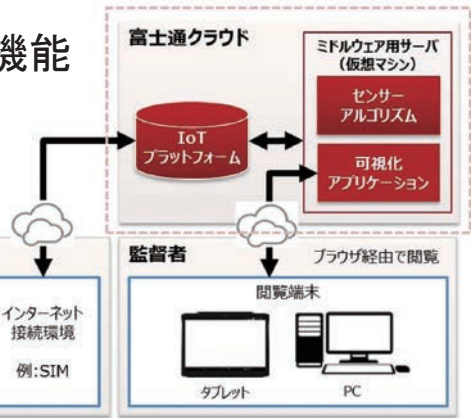 機能
富士通クラウド
ミドルウェア用サーバ
（仮想マシン）
センサー
アルゴリズム
IoT
プラットフォーム
可視化
アプリケーション
監督者
ブラウザ経由で閲覧
インターネット
接続環境
例:SIM
閲覧端末
タブレット
PC